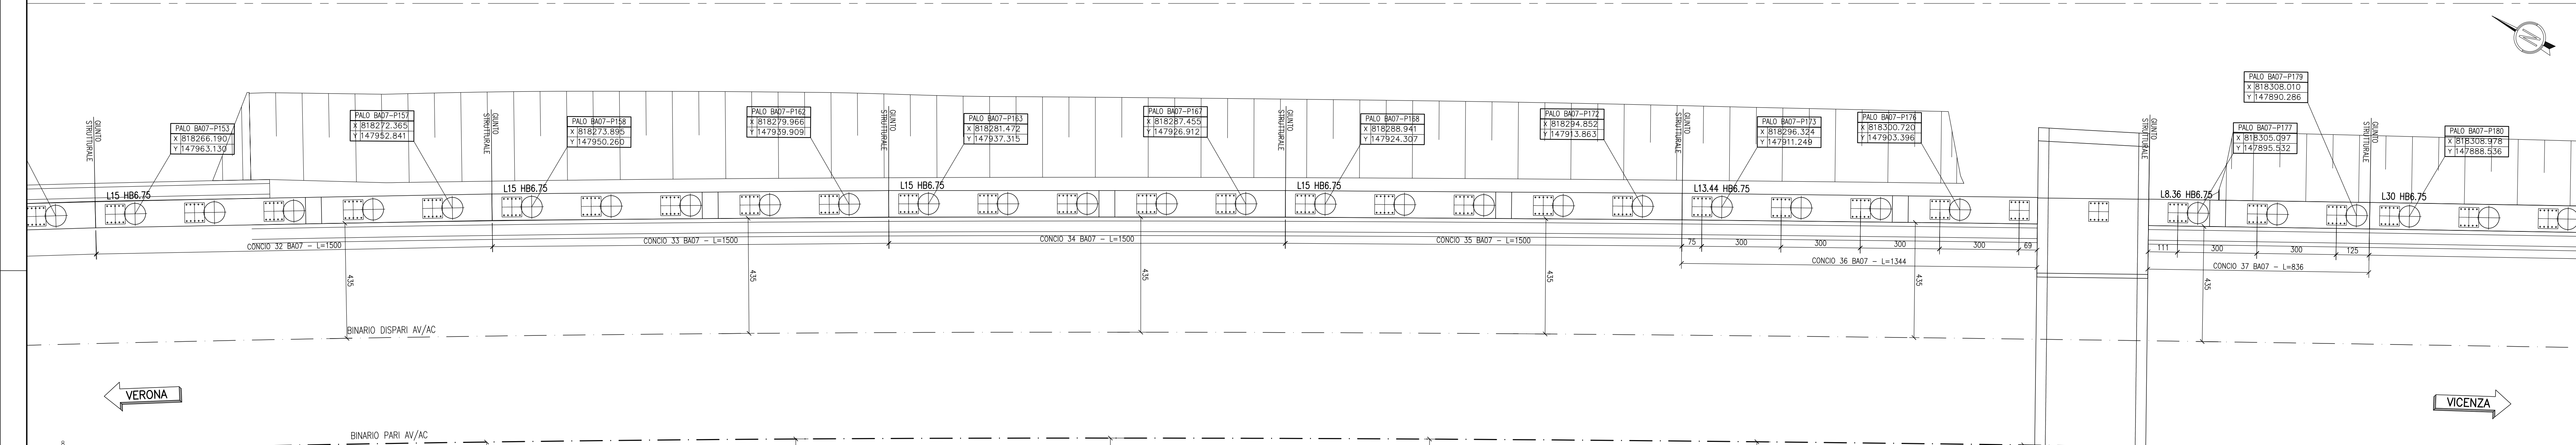 PALO BA07-P153
X 818266.190
Y 147963.130
PALO BA07-P157
X 818272.365
Y 147952.841
PALO BA07-P158
X 818273.895
Y 147950.260
PALO BA07-P162
X 818279.966
Y 147939.909
PALO BA07-P163
X 818281.472
Y 147937.315
PALO BA07-P167
X 818287.455
Y 147926.912
PALO BA07-P168
X 818288.941
Y 147924.307
PALO BA07-P172
X 818294.852
Y 147913.863
PALO BA07-P173
X 818296.324
Y 147911.249
PALO BA07-P176
X 818300.720
Y 147903.396
PALO BA07-P177
X 818305.097
Y 147895.532
PALO BA07-P179
X 818308.010
Y 147890.286
PALO BA07-P180
X 818308.978
Y 147888.536
N
GIUNTO
STRUTTURALE
GIUNTO
STRUTTURALE
GIUNTO
STRUTTURALE
GIUNTO
STRUTTURALE
GIUNTO
STRUTTURALE
GIUNTO
STRUTTURALE
GIUNTO
STRUTTURALE
L15 HB6.75
L15 HB6.75
L15 HB6.75
L15 HB6.75
L13.44 HB6.75
L8.36 HB6.75
L30 HB6.75
CONCIO 32 BA07 - L=1500
CONCIO 33 BA07 - L=1500
CONCIO 34 BA07 - L=1500
CONCIO 35 BA07 - L=1500
75
300
300
300
300
69
CONCIO 36 BA07 - L=1344
111
300
300
125
CONCIO 37 BA07 - L=836
435
435
435
435
435
435
BINARIO DISPARI AV/AC
VERONA
VICENZA
BINARIO PARI AV/AC
8